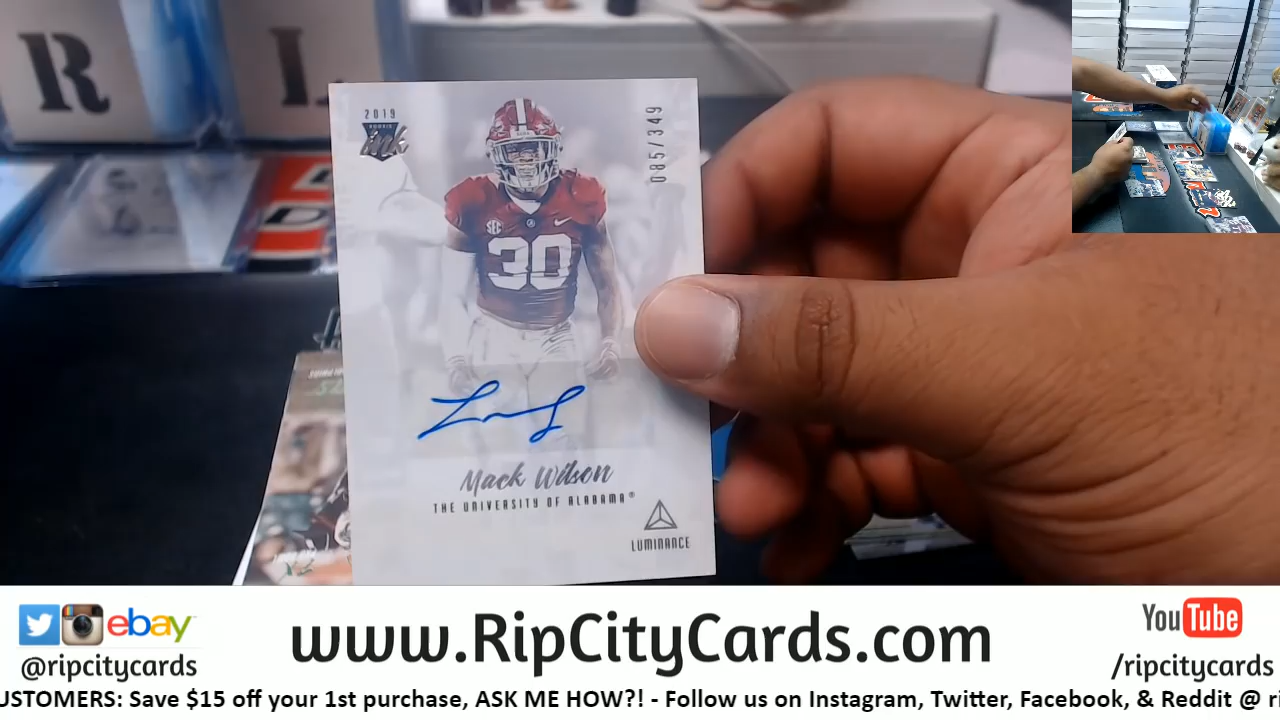 R
2019
ROOKIE
ink
085/349
SEC
30
Mack Wilson
THE UNIVERSITY OF ALABAMA®
LUMINANCE
ebay
@ripcitycards
www.RipCityCards.com
YouTube
/ripcitycards
USTOMERS: Save $15 off your 1st purchase, ASK ME HOW?! - Follow us on Instagram, Twitter, Facebook, & Reddit @ ri